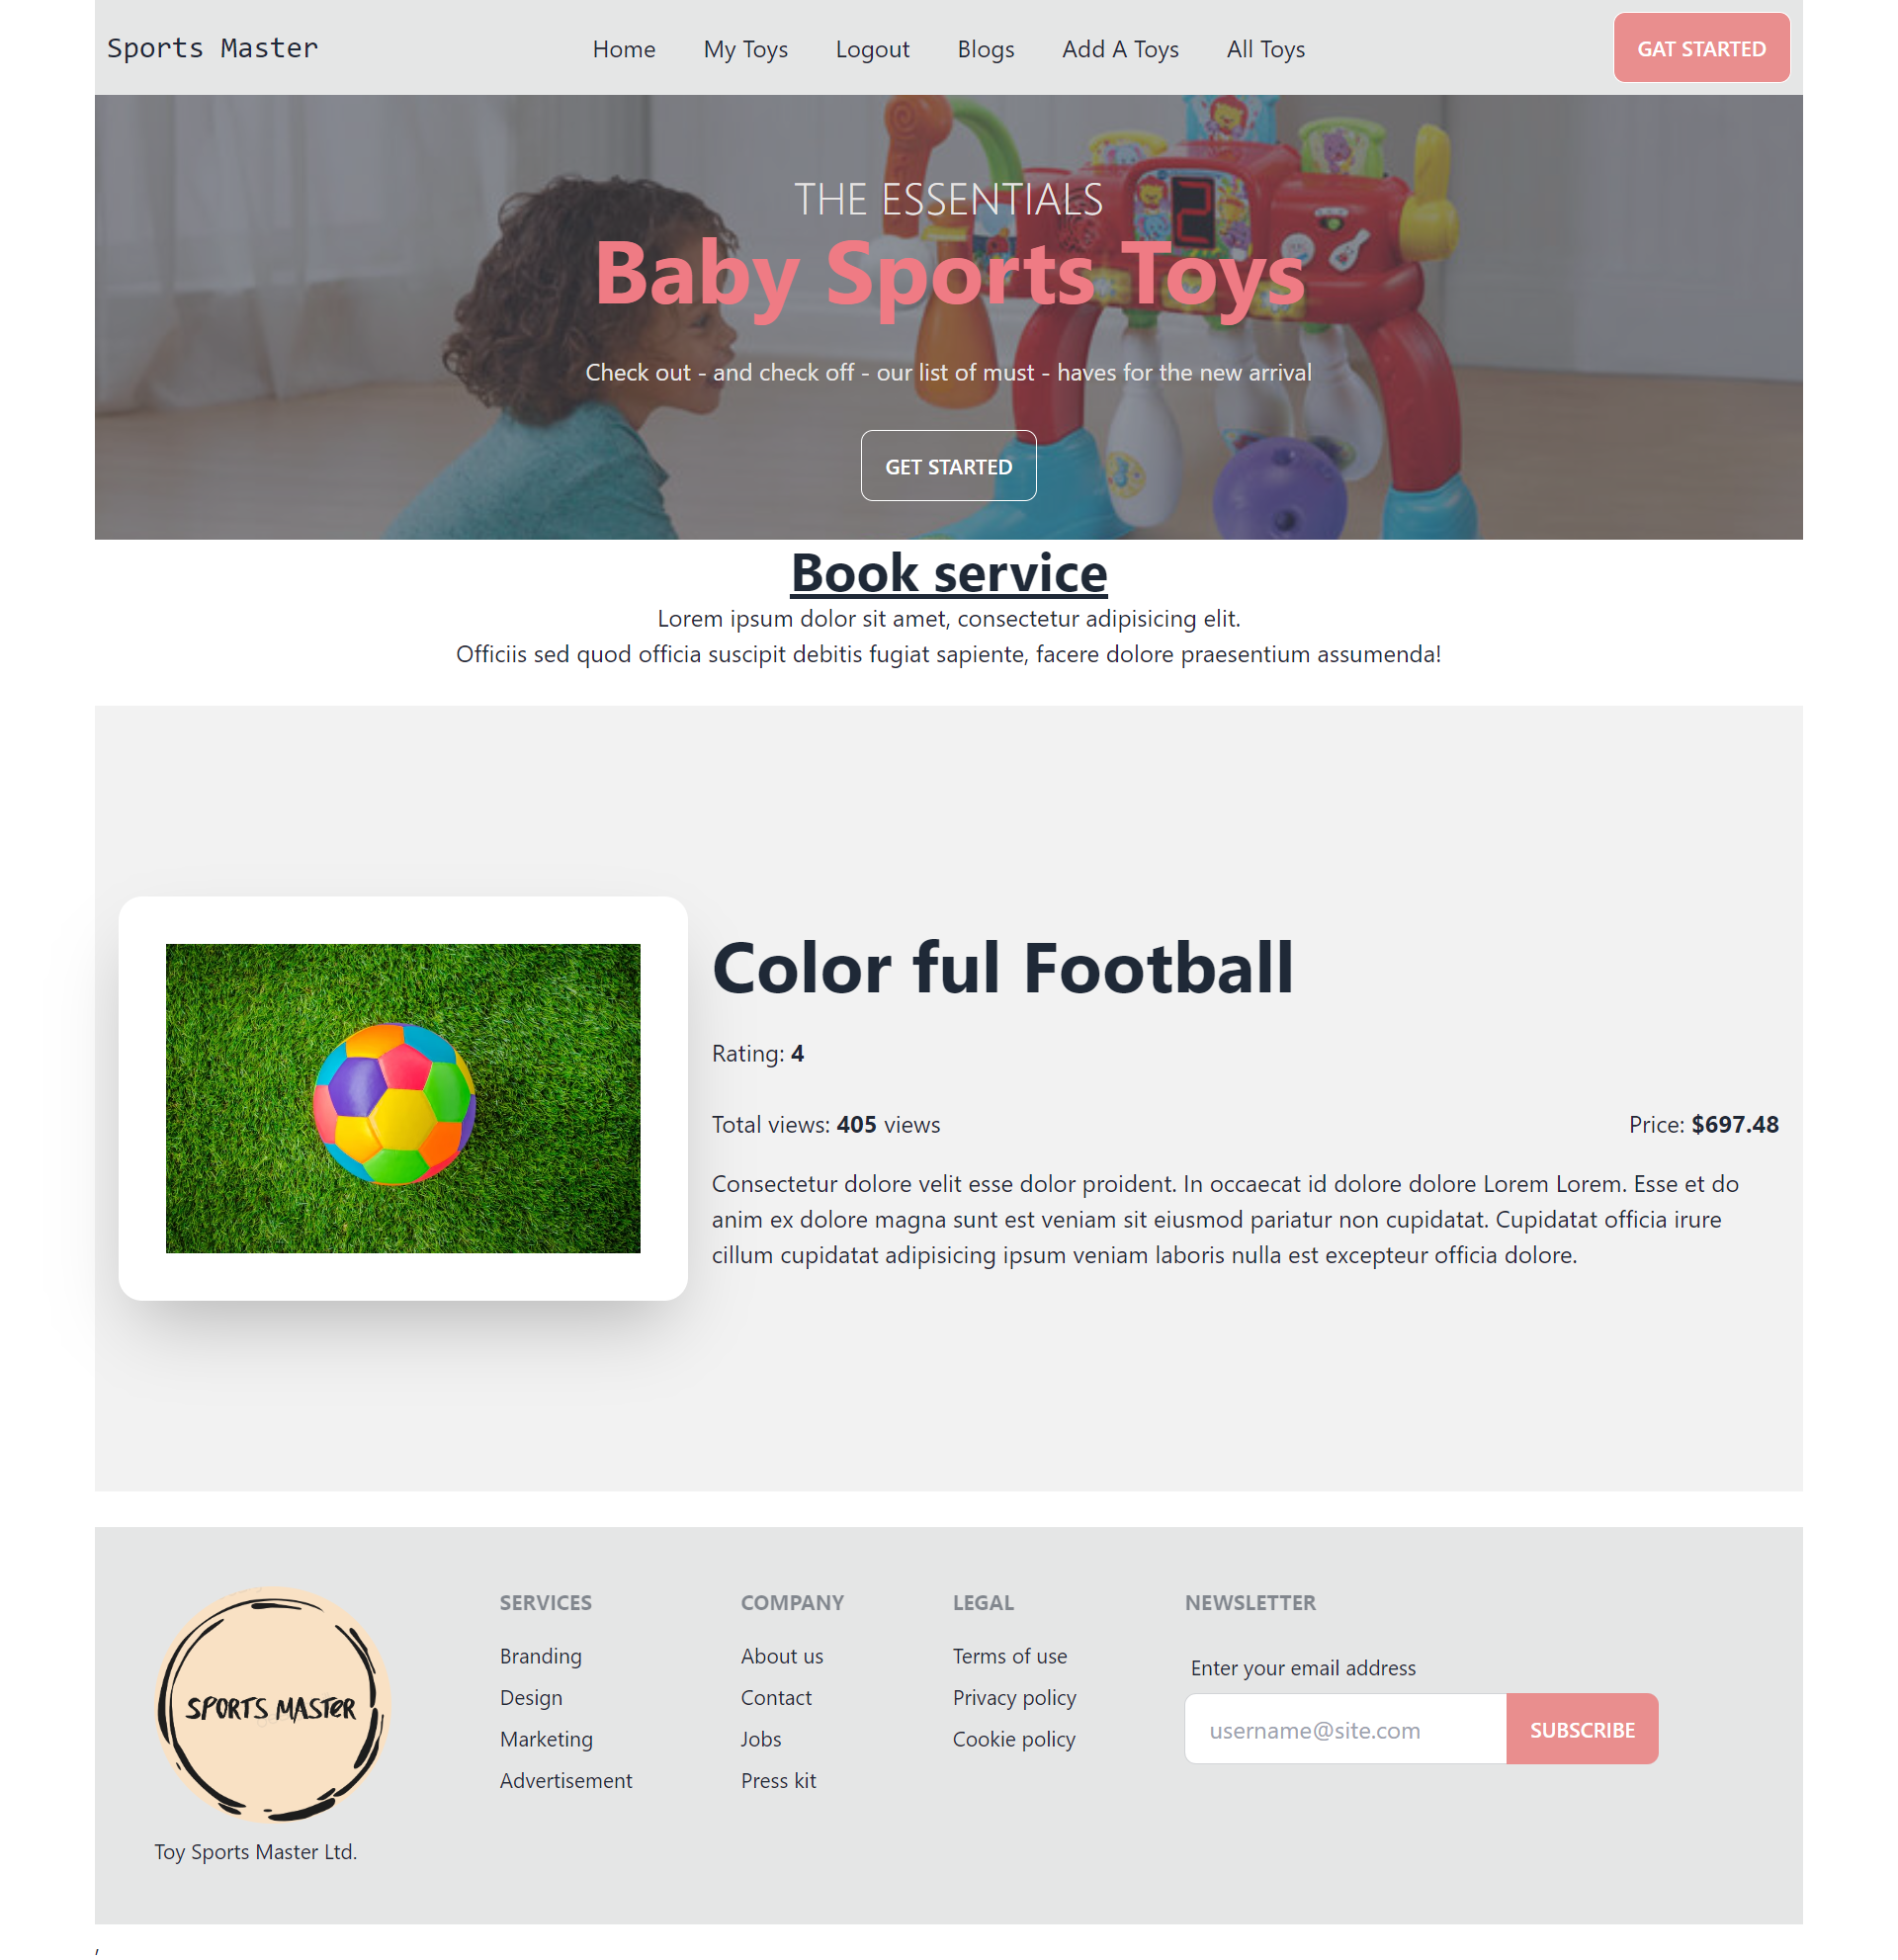 Sports Master
Home My Toys Logout Blogs Add A Toys All Toys
GAT STARTED
THE ESSENTIALS
Baby Sports Toys
Check out - and check off - our list of must - haves for the new arrival
GET STARTED
Book service
Lorem ipsum dolor sit amet, consectetur adipisicing elit.
Officiis sed quod officia suscipit debitis fugiat sapiente, facere dolore praesentium assumenda!
Color ful Football
Rating: 4
Total views: 405 views
Price: $697.48
Consectetur dolore velit esse dolor proident. In occaecat id dolore dolore Lorem Lorem. Esse et do
anim ex dolore magna sunt est veniam sit eiusmod pariatur non cupidatat. Cupidatat officia irure
cillum cupidatat adipisicing ipsum veniam laboris nulla est excepteur officia dolore.
SPORTS MASTER
Toy Sports Master Ltd.
SERVICES
Branding
Design
Marketing
Advertisement
COMPANY
About us
Contact
Jobs
Press kit
LEGAL
Terms of use
Privacy policy
Cookie policy
NEWSLETTER
Enter your email address
username@site.com
SUBSCRIBE
,